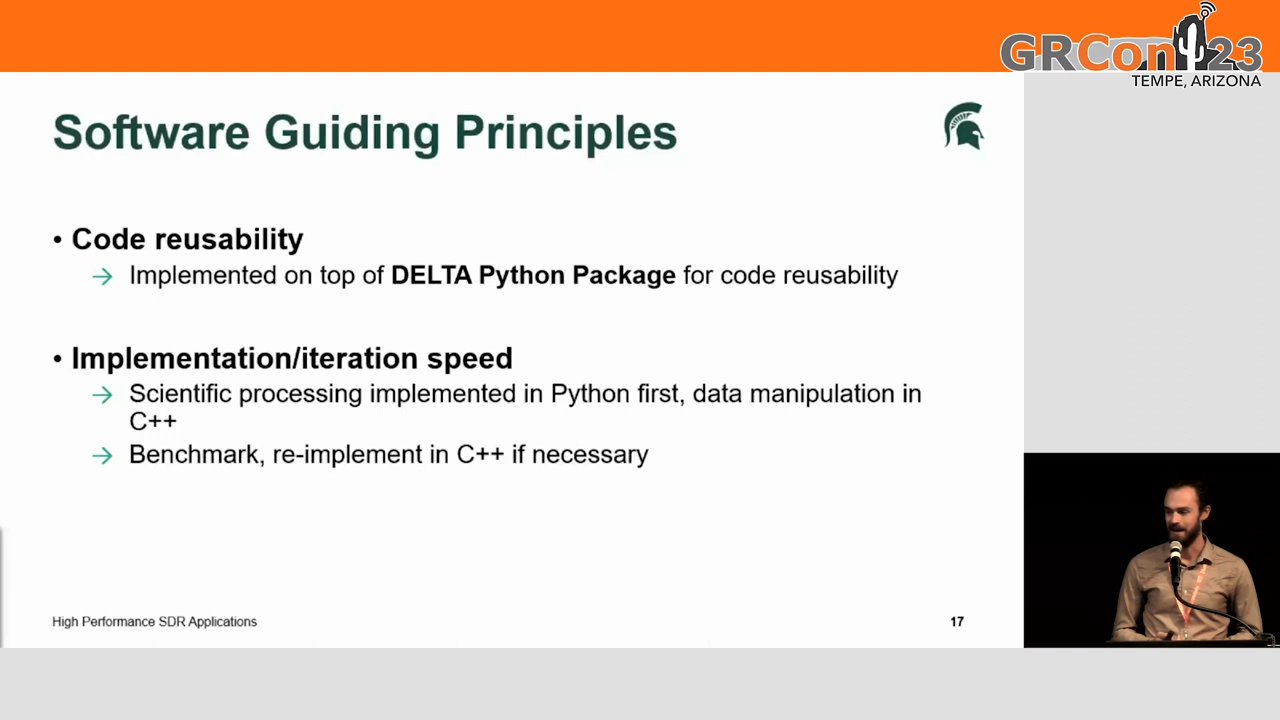 GRCon 23
TEMPE, ARIZONA
Software Guiding Principles
• Code reusability
→ Implemented on top of DELTA Python Package for code reusability
• Implementation/iteration speed
→ Scientific processing implemented in Python first, data manipulation in
C++
→ Benchmark, re-implement in C++ if necessary
High Performance SDR Applications
17